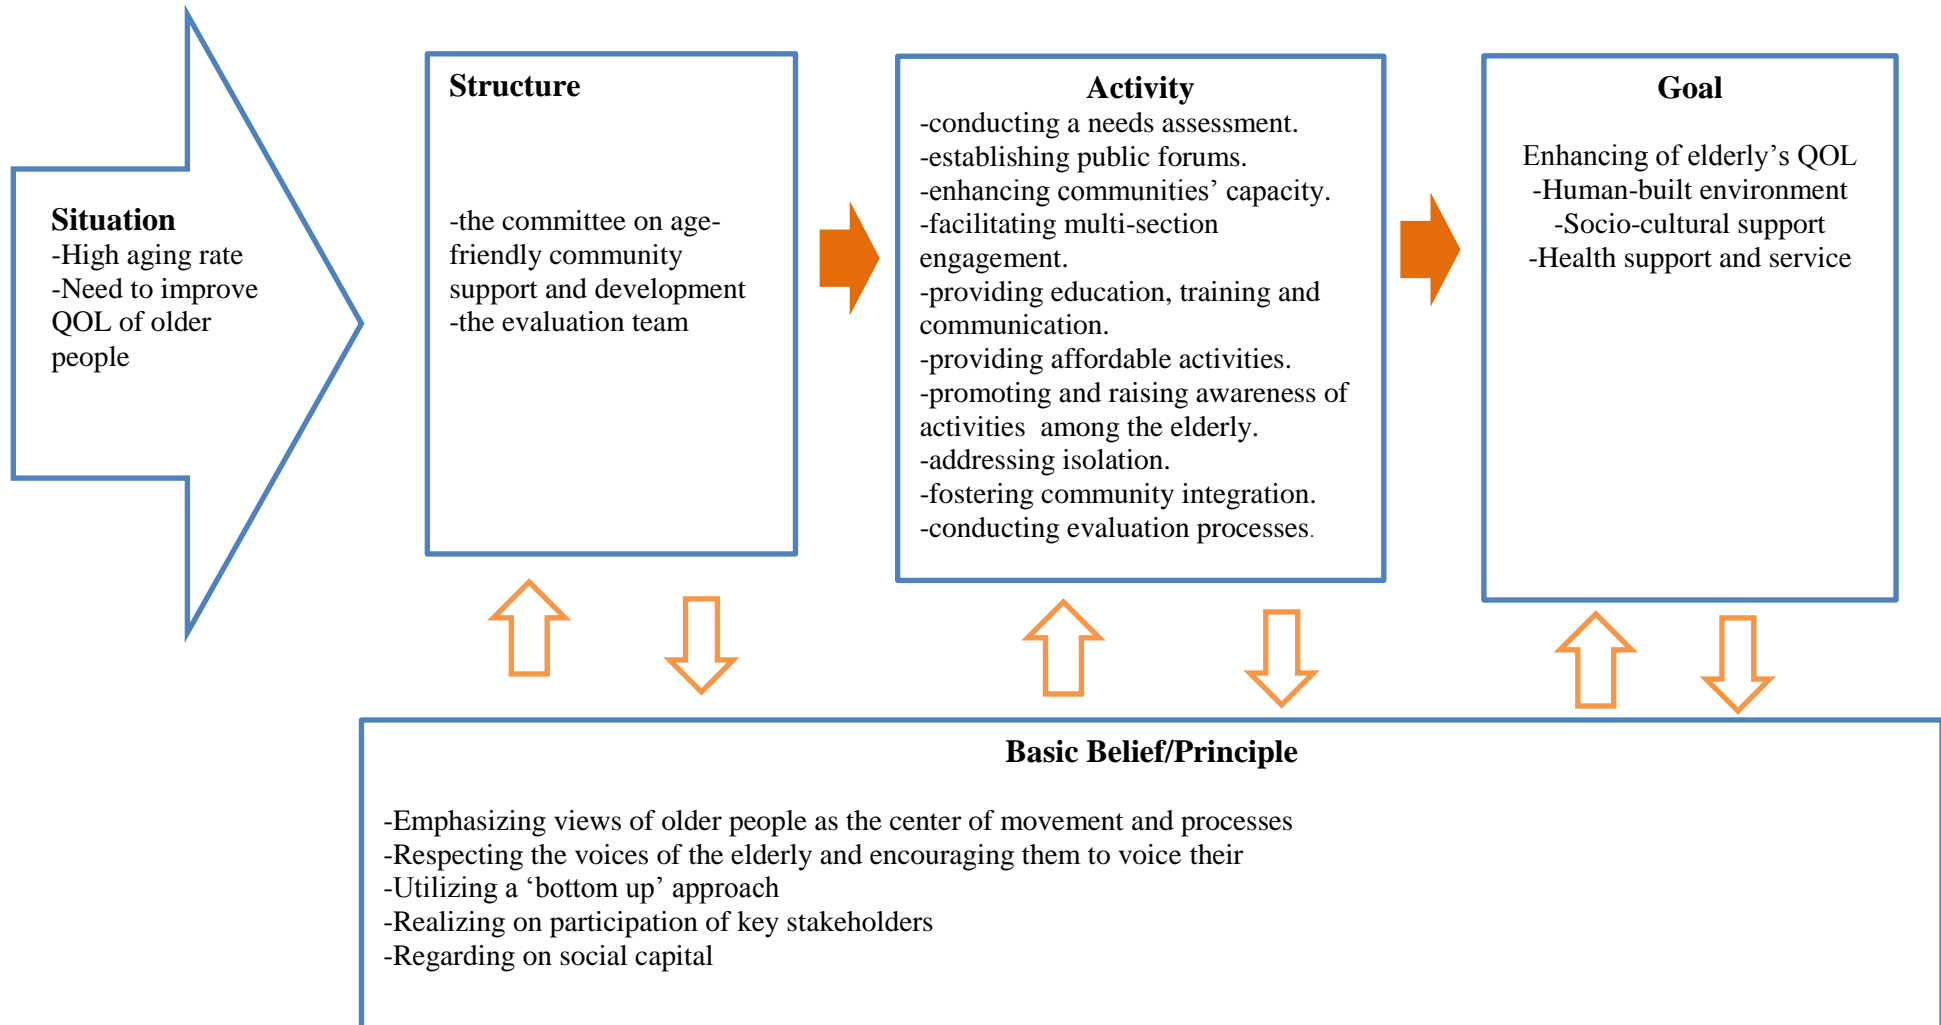 Situation
-High aging rate
-Need to improve
QOL of older
people
Structure
-the committee on age-
friendly community
support and development
-the evaluation team
Activity
-conducting a needs assessment.
-establishing public forums.
-enhancing communities’ capacity.
-facilitating multi-section
engagement.
-providing education, training and
communication.
-providing affordable activities.
-promoting and raising awareness of
activities among the elderly.
-addressing isolation.
-fostering community integration.
-conducting evaluation processes.
Goal
Enhancing of elderly’s QOL
-Human-built environment
-Socio-cultural support
-Health support and service
Basic Belief/Principle
-Emphasizing views of older people as the center of movement and processes
-Respecting the voices of the elderly and encouraging them to voice their
-Utilizing a ‘bottom up’ approach
-Realizing on participation of key stakeholders
-Regarding on social capital